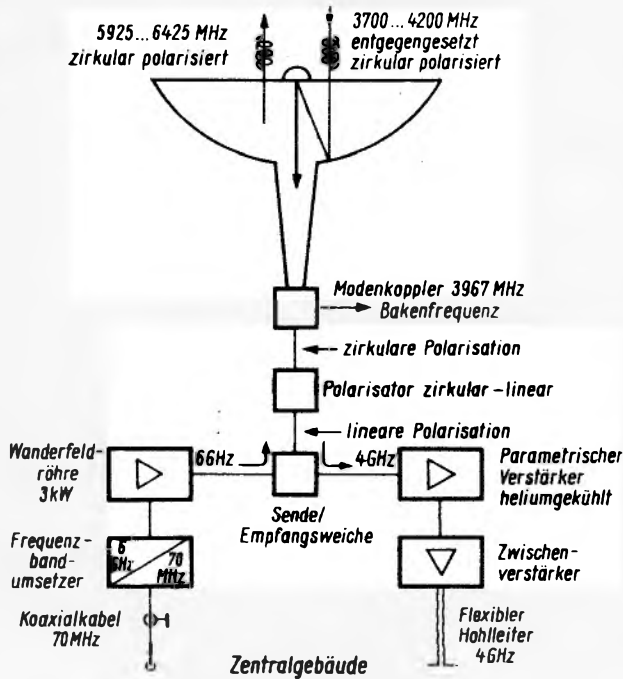 5925...6425 MHz
zirkular polarisiert
3700...4200 MHz
entgegengesetzt
zirkular polarisiert
Modenkoppler 3967 MHz
Bakenfrequenz
zirkulare Polarisation
Polarisator zirkular-linear
lineare Polarisation
Wanderfeld-
röhre
3kW
66Hz
4GHz
Parametrischer
Verstärker
heliumgekühlt
Sende/
Empfangsweiche
Frequenz-
band-
umsetzer
6
GHz
70
MHz
Zwischen-
verstärker
Koaxialkabel
70MHz
Flexibler
Hohlleiter
4GHz
Zentralgebäude